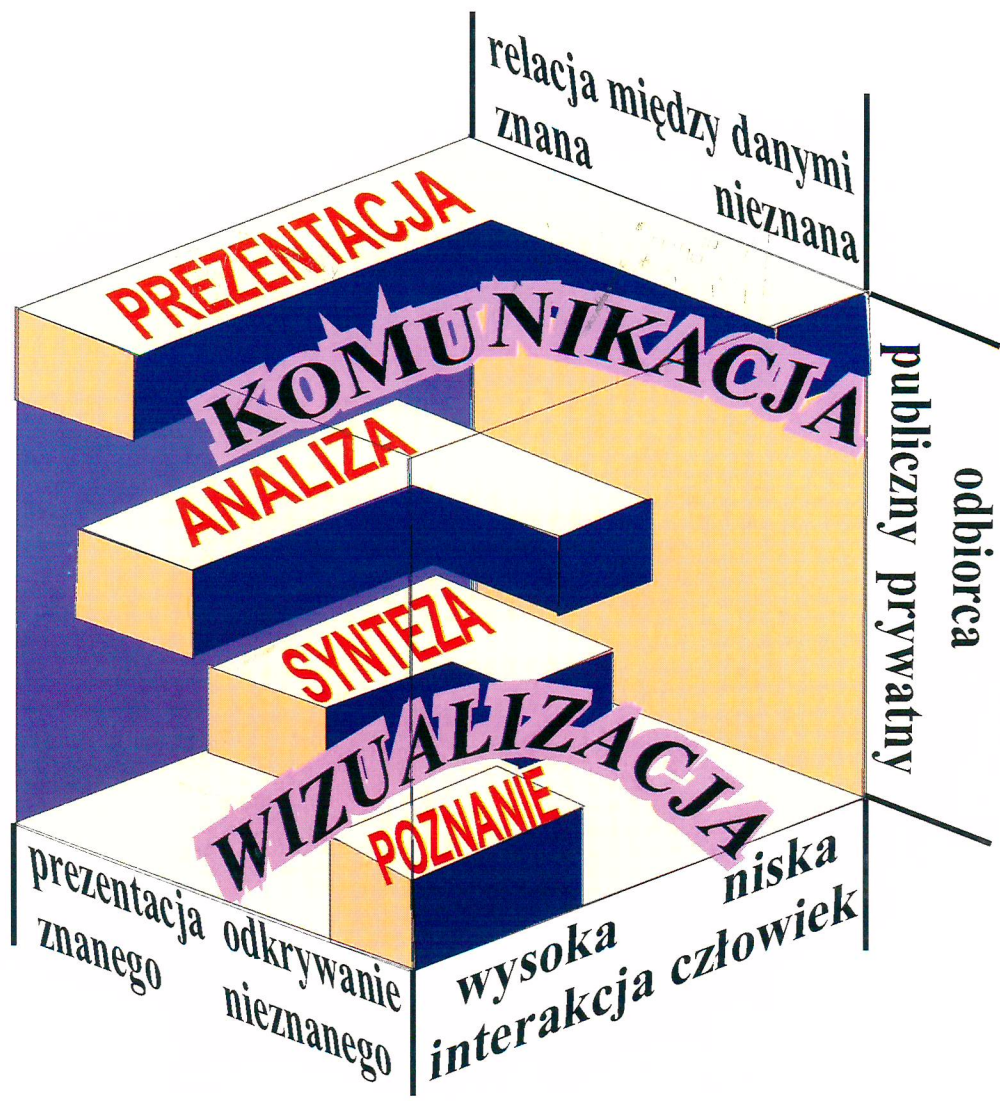 relacja między danymi
znana
nieznana
PREZENTACJA
KOMUNIKACJA
ANALIZA
SYNTEZA
WIZUALIZACJA
POZNANIE
publiczny prywatny
odbiorca
prezentacja odkrywanie
znanego nieznanego
wysoka niska
interakcja człowiek